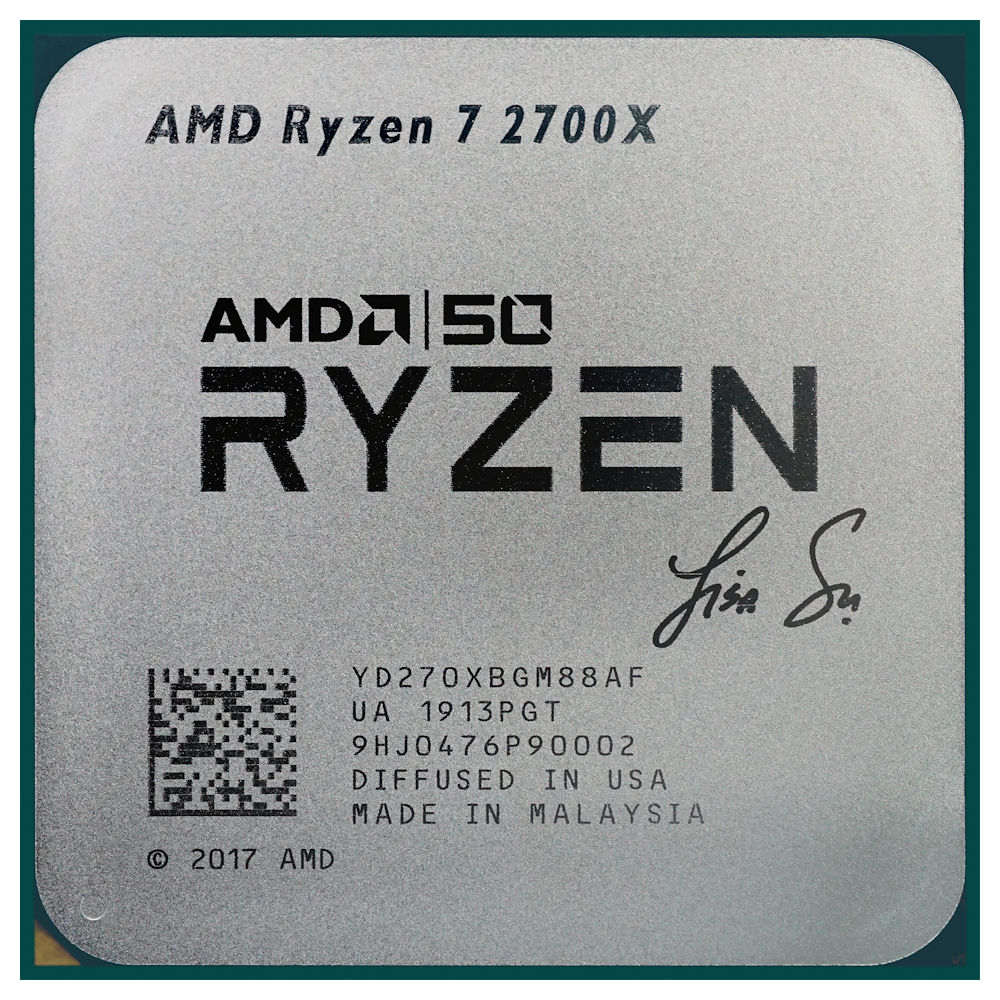 AMD Ryzen 7 2700X
AMD 50
RYZEN
Lisa Su
YD270XBGM88AF
UA 1913PGT
9HJ0476P90002
DIFFUSED IN USA
MADE IN MALAYSIA
© 2017 AMD